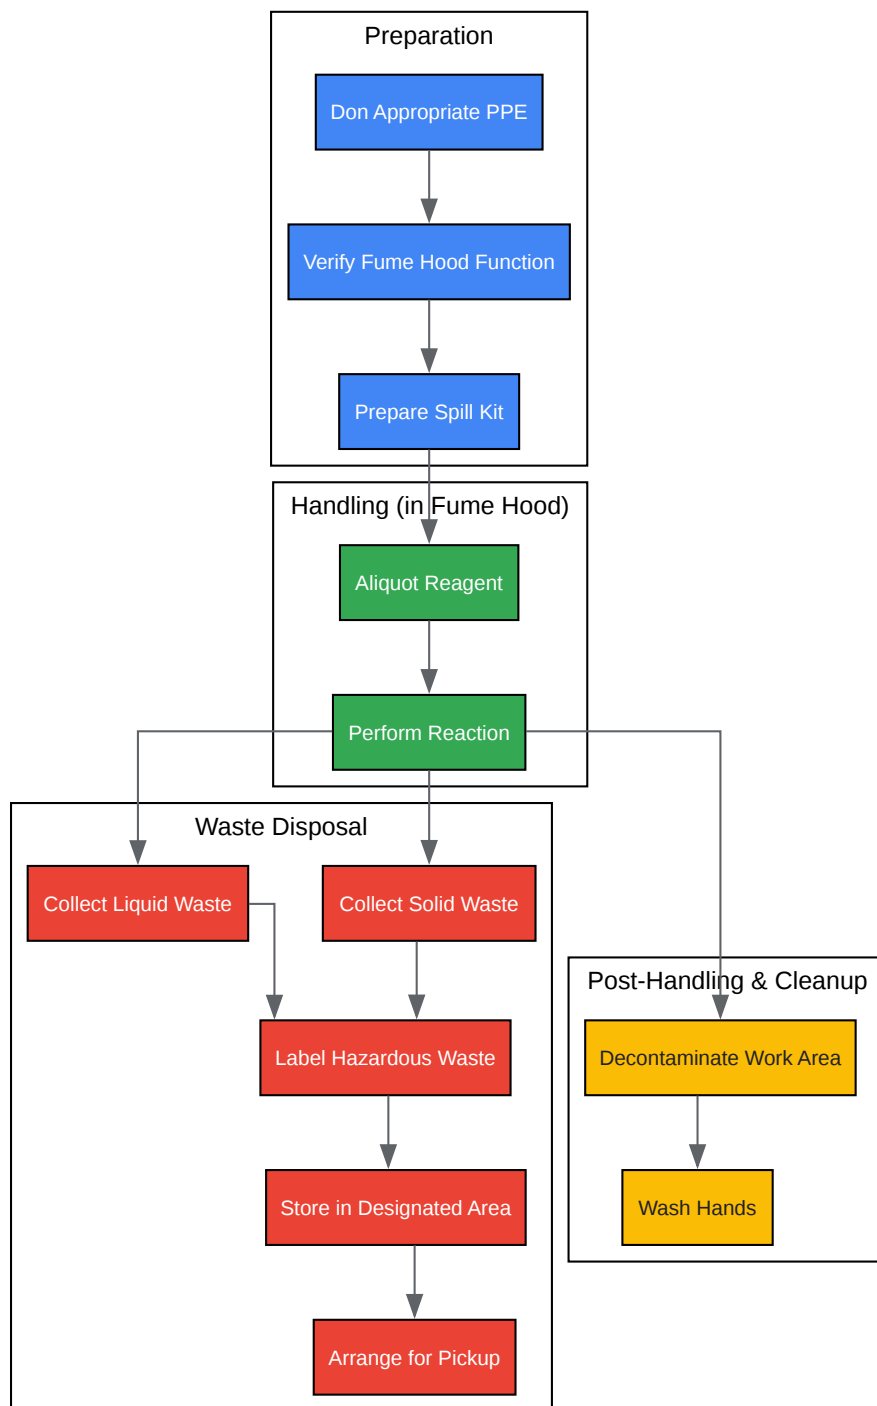 Preparation
Don Appropriate PPE
Verify Fume Hood Function
Prepare Spill Kit
Handling (in Fume Hood)
Aliquot Reagent
Perform Reaction
Waste Disposal
Collect Liquid Waste
Collect Solid Waste
Label Hazardous Waste
Store in Designated Area
Arrange for Pickup
Post-Handling & Cleanup
Decontaminate Work Area
Wash Hands